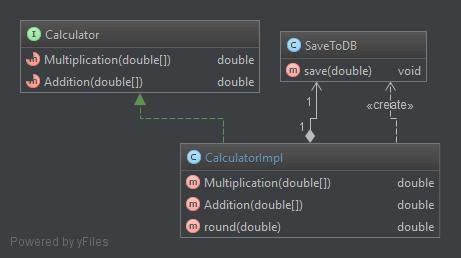 I Calculator
m Multiplication(double[]) double
m Addition(double[]) double
C SaveToDB
m save(double) void
1
«create»
1
C CalculatorImpl
m Multiplication(double[]) double
m Addition(double[]) double
m round(double) double
Powered by yFiles